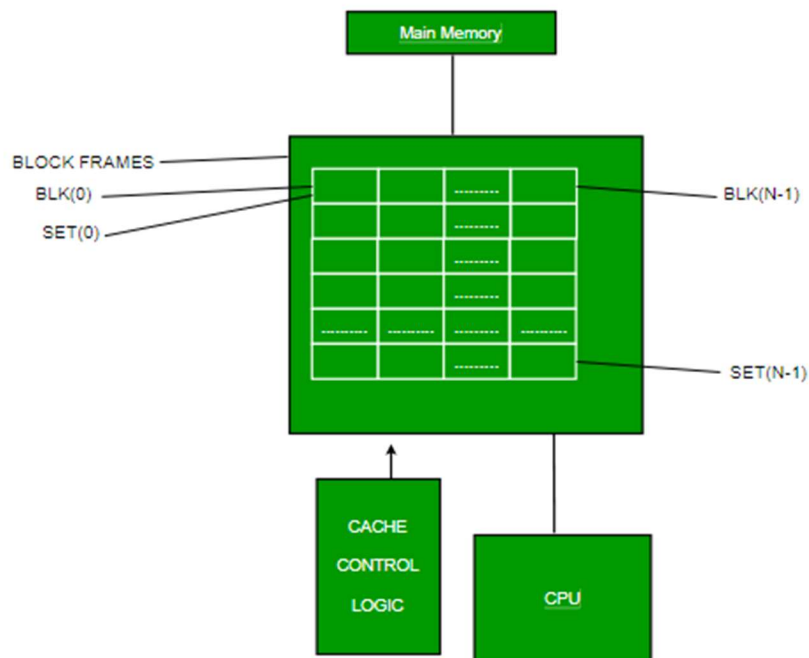 Main Memory
BLOCK FRAMES
BLK(0)
BLK(N-1)
SET(0)
---------
---------
---------
---------
--------- --------- --------- ---------
---------
SET(N-1)
CACHE
CONTROL
LOGIC
CPU